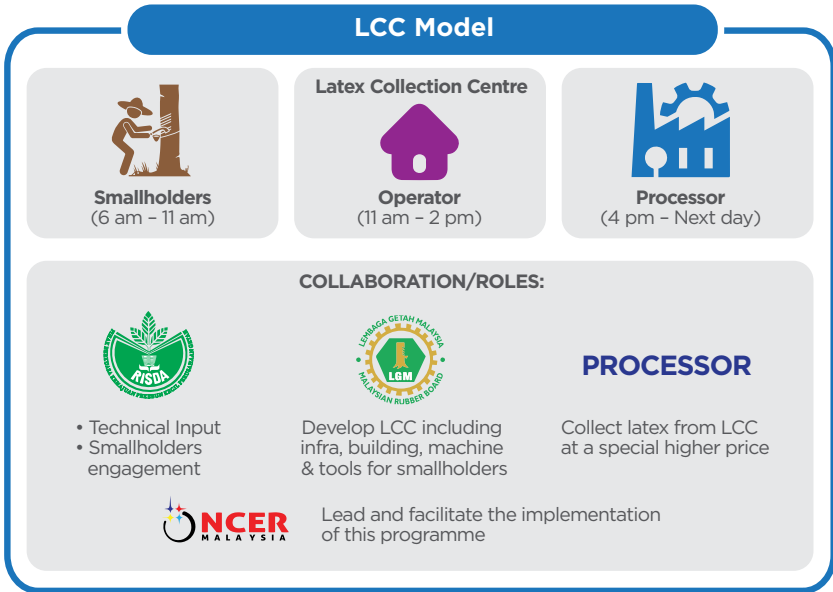 LCC Model
Smallholders
(6 am – 11 am)
Latex Collection Centre
Operator
(11 am – 2 pm)
Processor
(4 pm – Next day)
COLLABORATION/ROLES:
RISDA
• Technical Input
• Smallholders
engagement
LEMBAGA GETAH MALAYSIA
LGM
MALAYSIAN RUBBER BOARD
Develop LCC including
infra, building, machine
& tools for smallholders
PROCESSOR
Collect latex from LCC
at a special higher price
NCER
MALAYSIA
Lead and facilitate the implementation
of this programme